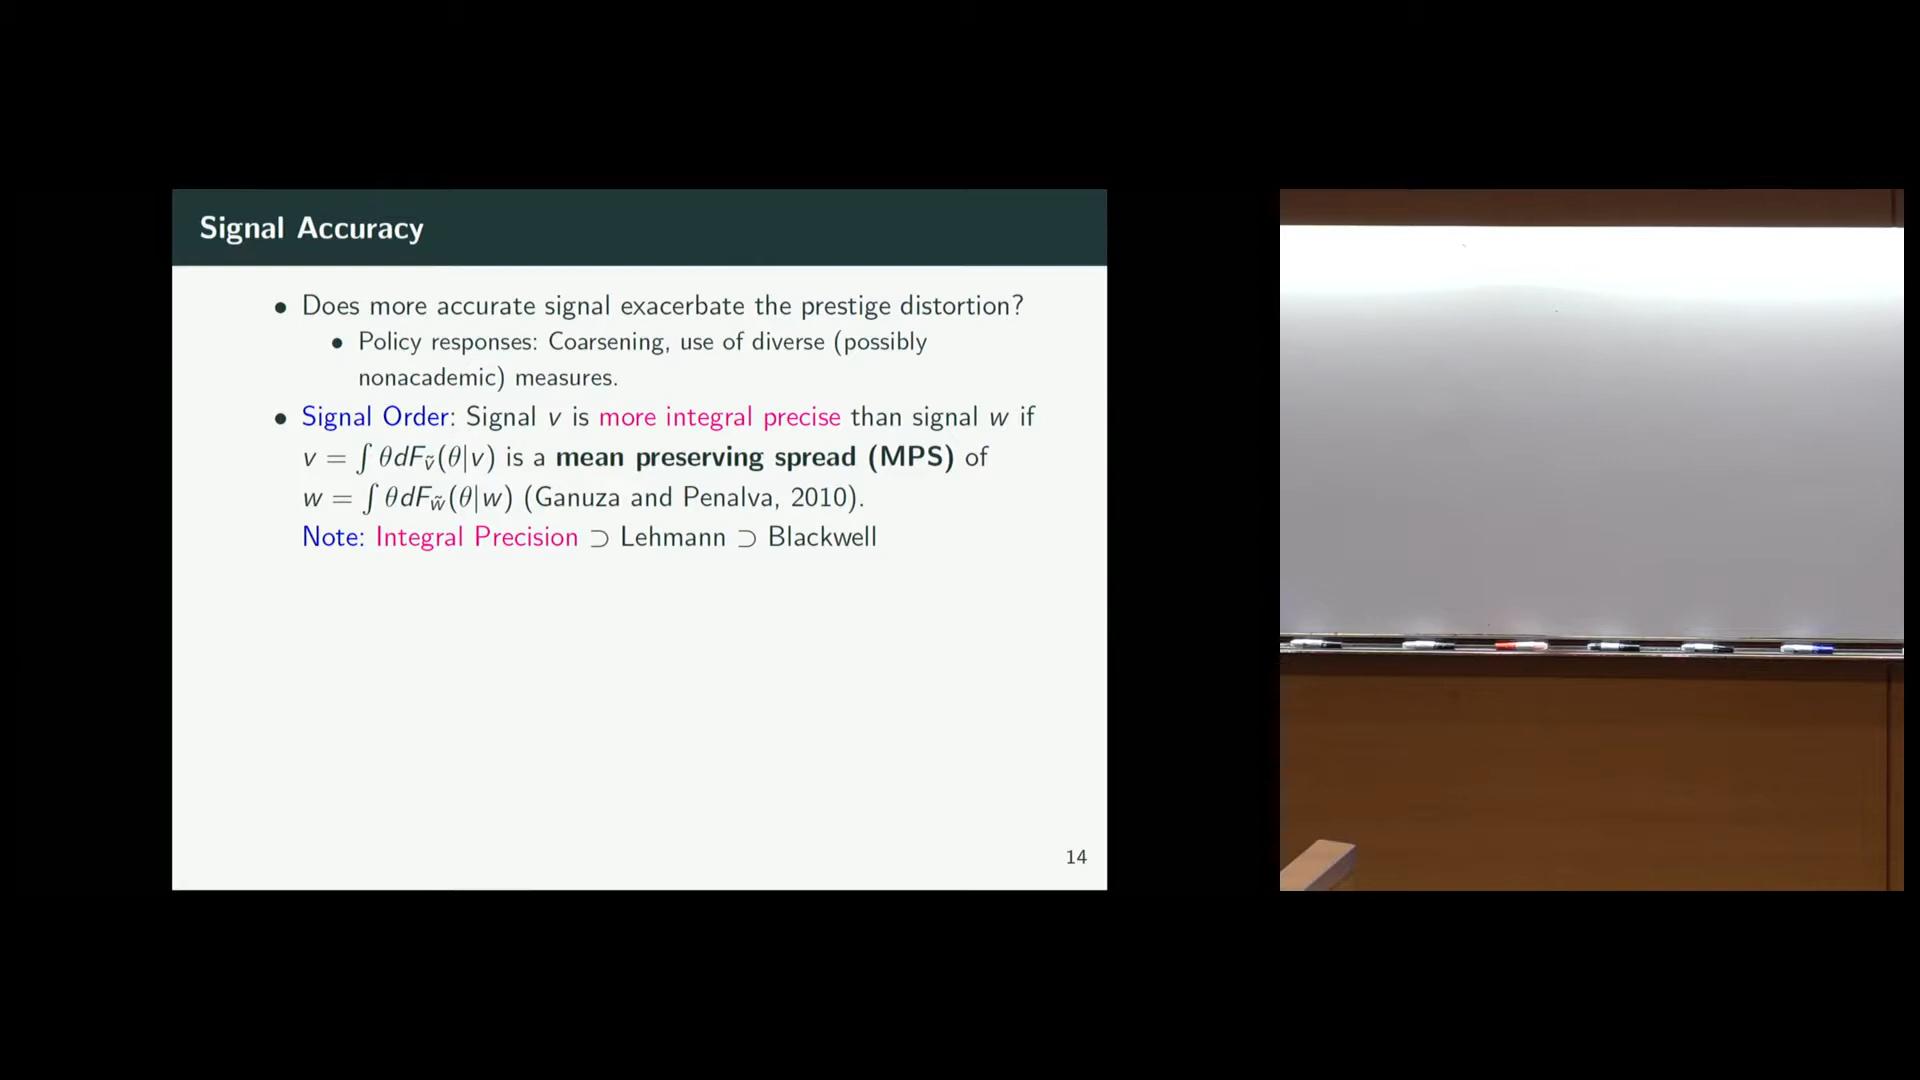 Signal Accuracy
• Does more accurate signal exacerbate the prestige distortion?
• Policy responses: Coarsening, use of diverse (possibly
nonacademic) measures.
• Signal Order: Signal v is more integral precise than signal w if
v = ∫ θdF_ṽ(θ|v) is a mean preserving spread (MPS) of
w = ∫ θdF_w̃(θ|w) (Ganuza and Penalva, 2010).
Note: Integral Precision ⊃ Lehmann ⊃ Blackwell
14